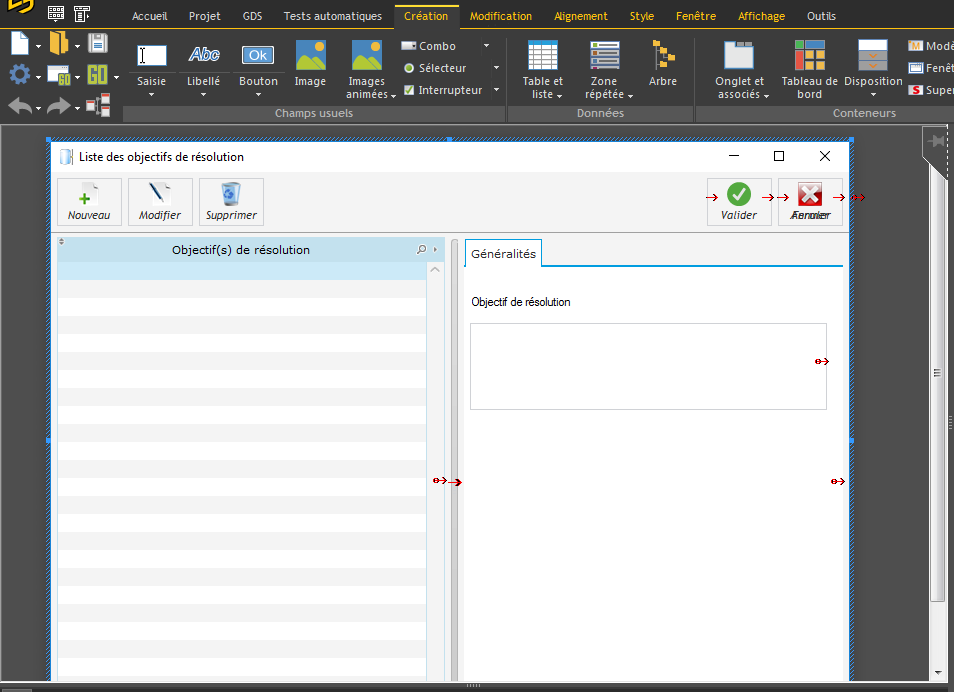 Accueil Projet GDS Tests automatiques Création Modification Alignement Style Fenêtre Affichage Outils
GO GO
Saisie Abc Libellé Ok Bouton Image Images animées
Combo
Sélecteur
Interrupteur
Table et liste Zone répétée Arbre
Onglet et associés Tableau de bord Disposition
M Modè
Fenêt
S Super
Champs usuels Données Conteneurs
Liste des objectifs de résolution
Nouveau Modifier Supprimer Valider
Objectif(s) de résolution
Généralités
Objectif de résolution